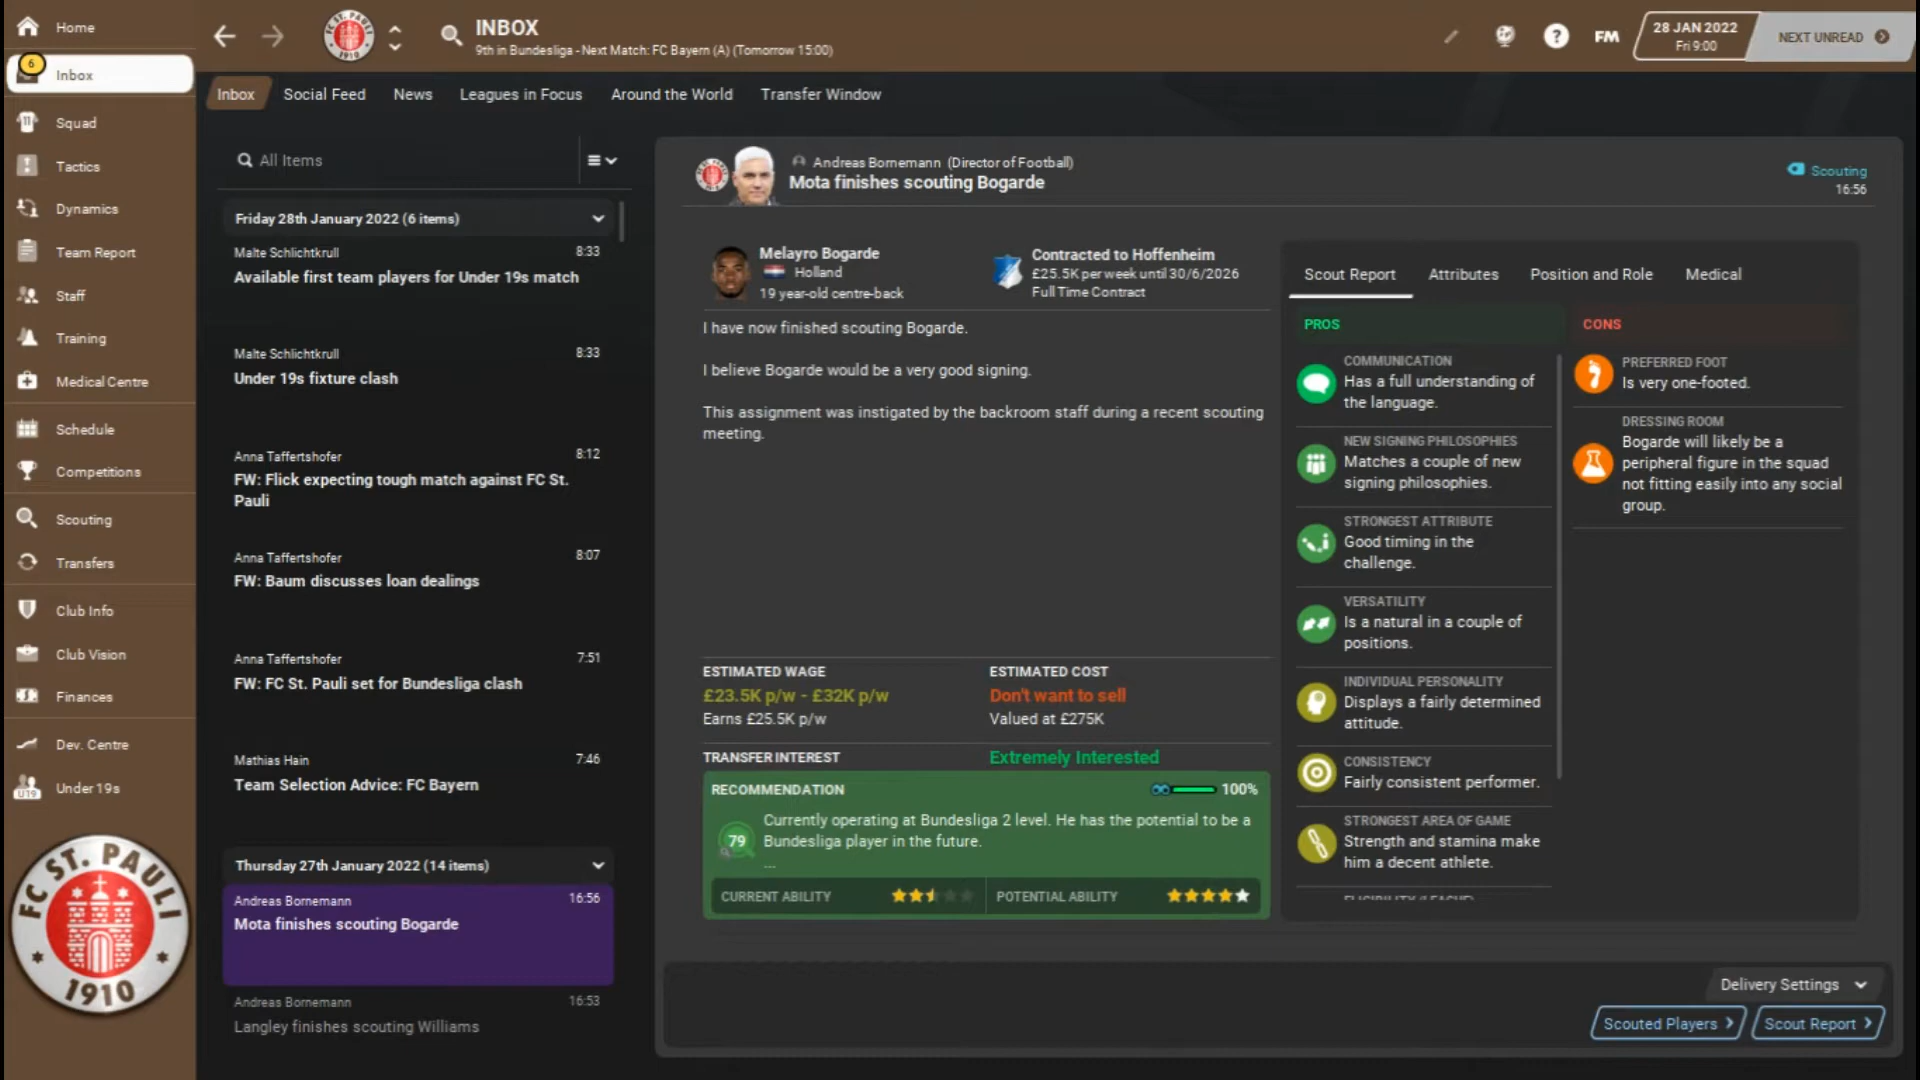 Home
6
Inbox
Squad
Tactics
Dynamics
Team Report
Staff
Training
Medical Centre
Schedule
Competitions
Scouting
Transfers
Club Info
Club Vision
Finances
Dev. Centre
U19
Under 19s
FC ST. PAULI
1910
FC ST. PAULI
1910
INBOX
9th in Bundesliga - Next Match: FC Bayern (A) (Tomorrow 15:00)
?
FM
28 JAN 2022
Fri 9:00
NEXT UNREAD
Inbox
Social Feed
News
Leagues in Focus
Around the World
Transfer Window
All Items
Friday 28th January 2022 (6 items)
Malte Schlichtkrull 8:33
Available first team players for Under 19s match
Malte Schlichtkrull 8:33
Under 19s fixture clash
Anna Taffertshofer 8:12
FW: Flick expecting tough match against FC St.
Pauli
Anna Taffertshofer 8:07
FW: Baum discusses loan dealings
Anna Taffertshofer 7:51
FW: FC St. Pauli set for Bundesliga clash
Mathias Hain 7:46
Team Selection Advice: FC Bayern
Thursday 27th January 2022 (14 items)
Andreas Bornemann 16:56
Mota finishes scouting Bogarde
Andreas Bornemann 16:53
Langley finishes scouting Williams
Andreas Bornemann (Director of Football)
Mota finishes scouting Bogarde
Scouting
16:56
Melayro Bogarde
Holland
19 year-old centre-back
Contracted to Hoffenheim
£25.5K per week until 30/6/2026
Full Time Contract
I have now finished scouting Bogarde.
I believe Bogarde would be a very good signing.
This assignment was instigated by the backroom staff during a recent scouting
meeting.
ESTIMATED WAGE
£23.5K p/w - £32K p/w
Earns £25.5K p/w
ESTIMATED COST
Don't want to sell
Valued at £275K
TRANSFER INTEREST
Extremely Interested
RECOMMENDATION
100%
79
Currently operating at Bundesliga 2 level. He has the potential to be a
Bundesliga player in the future.
...
CURRENT ABILITY
POTENTIAL ABILITY
Scout Report
Attributes
Position and Role
Medical
PROS
COMMUNICATION
Has a full understanding of
the language.
NEW SIGNING PHILOSOPHIES
Matches a couple of new
signing philosophies.
STRONGEST ATTRIBUTE
Good timing in the
challenge.
VERSATILITY
Is a natural in a couple of
positions.
INDIVIDUAL PERSONALITY
Displays a fairly determined
attitude.
CONSISTENCY
Fairly consistent performer.
STRONGEST AREA OF GAME
Strength and stamina make
him a decent athlete.
CONS
PREFERRED FOOT
Is very one-footed.
DRESSING ROOM
Bogarde will likely be a
peripheral figure in the squad
not fitting easily into any social
group.
Delivery Settings
Scouted Players
Scout Report